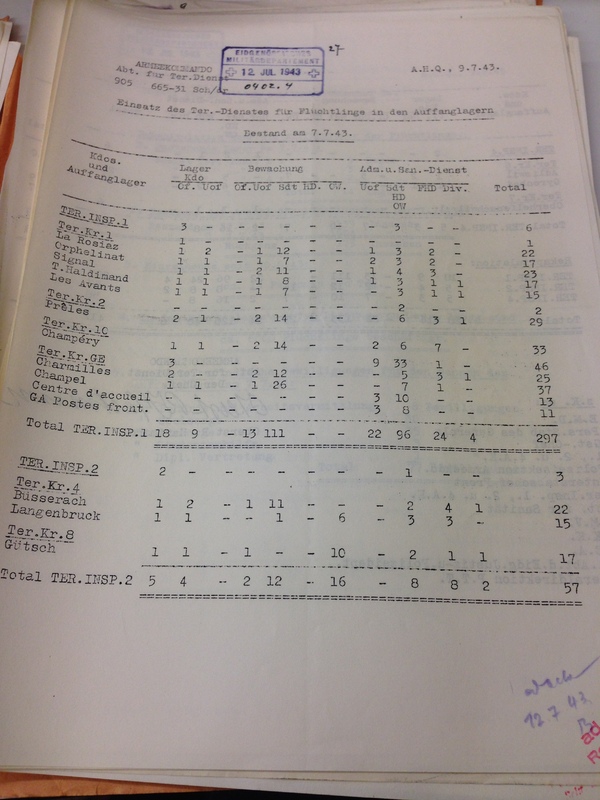 27
ARMEEKOMMANDO
Abt. für Ter.Dienst
905 665-31 Sch/
EIDGENÖSSISCHES
MILITÄRDEPARTEMENT
12. JUL. 1943
A.H.Q., 9.7.43.
Einsatz des Ter.-Dienstes für Flüchtlinge in den Auffanglagern
Bestand am 7.7.43.
Kdos. und Auffanglager Lager Kdo Bewachung Adm.u.San.-Dienst Total
Of. Uof Of.Uof Sdt HD. OW. Uof Sdt HD OW FHD Div.
TER.INSP.1 3 - - - - - - - 3 - - 6
Ter.Kr.1 1 - - - - - - - - - - 1
La Rosiaz 1 2 - 1 12 - - 1 3 2 - 22
Orphelinat 1 1 - 1 7 - - 2 3 2 - 17
Signal 1 1 - 2 11 - - 1 4 3 - 23
T.Haldimand 1 1 - 1 8 - - 1 3 1 1 17
Les Avants 1 1 - 1 7 - - - 3 1 1 15
Ter.Kr.2 - - - - - - - - 2 - - 2
Prêles 2 1 - 2 14 - - - 6 3 1 29
Ter.Kr.10
Champéry 1 1 - 2 14 - - 2 6 7 - 33
Ter.Kr.GE 3 - - - - - - 9 33 1 - 46
Charmilles 2 - - 2 12 - - - 5 3 1 25
Champel 1 1 - 1 26 - - - 7 1 - 37
Centre d'accueil - - - - - - - 3 10 - - 13
GA Postes front. - - - - - - - 3 8 - - 11
Total TER.INSP.1 18 9 - 13 111 - - 22 96 24 4 297
TER.INSP.2 2 - - - - - - - 1 - - 3
Ter.Kr.4
Büsserach 1 2 - 1 11 - - - 2 4 1 22
Langenbruck 1 1 - - 1 - 6 - 3 3 - 15
Ter.Kr.8
Gütsch 1 1 - 1 - - 10 - 2 1 1 17
Total TER.INSP.2 5 4 - 2 12 - 16 - 8 8 2 57
12 7 43